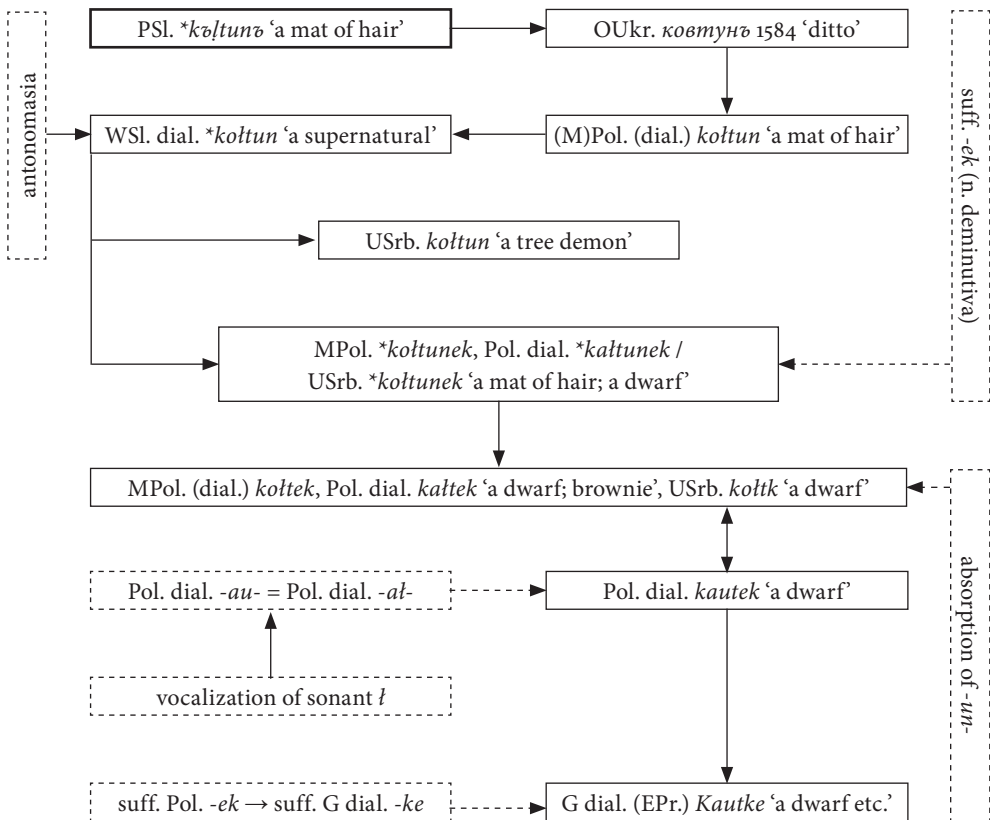 PSl. *kъl̥tunъ ‘a mat of hair’
OUkr. ковтунъ 1584 ‘ditto’
antonomasia
WSl. dial. *kołtun ‘a supernatural’
(M)Pol. (dial.) kołtun ‘a mat of hair’
suff. -ek (n. deminutiva)
USrb. kołtun ‘a tree demon’
MPol. *kołtunek, Pol. dial. *kałtunek /
USrb. *kołtunek ‘a mat of hair; a dwarf’
MPol. (dial.) kołtek, Pol. dial. kałtek ‘a dwarf; brownie’, USrb. kołtk ‘a dwarf’
absorption of -un-
Pol. dial. -au- = Pol. dial. -ał-
Pol. dial. kautek ‘a dwarf’
vocalization of sonant ł
suff. Pol. -ek → suff. G dial. -ke
G dial. (EPr.) Kautke ‘a dwarf etc.’